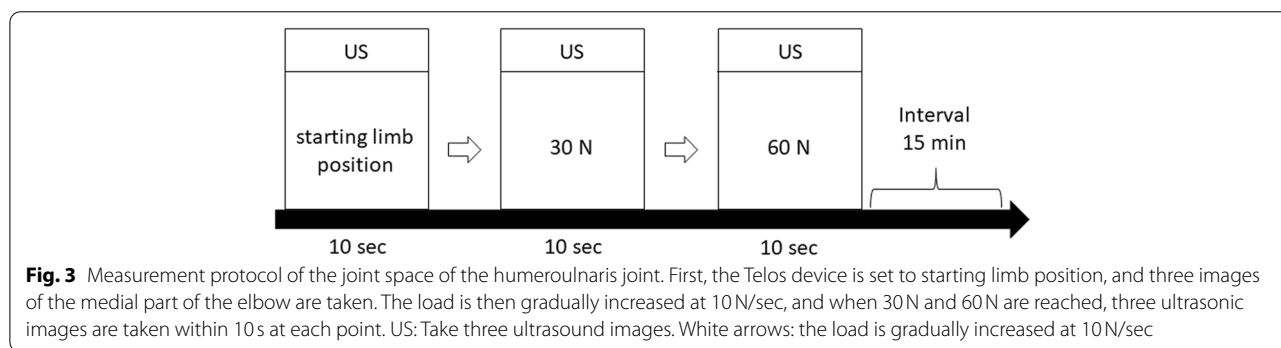 US
US
US
starting limb
position
30 N
60 N
Interval
15 min
10 sec
10 sec
10 sec
Fig. 3 Measurement protocol of the joint space of the humeroulnaris joint. First, the Telos device is set to starting limb position, and three images
of the medial part of the elbow are taken. The load is then gradually increased at 10 N/sec, and when 30 N and 60 N are reached, three ultrasonic
images are taken within 10 s at each point. US: Take three ultrasound images. White arrows: the load is gradually increased at 10 N/sec